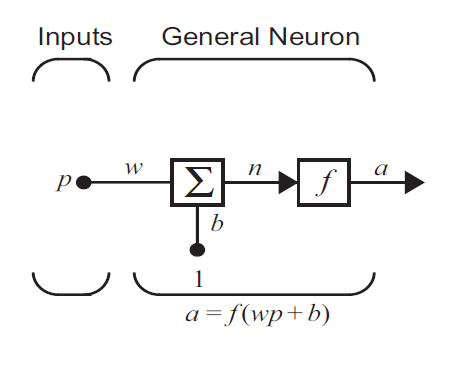 Inputs General Neuron
p w Σ n f a
b
1
a = f(wp + b)